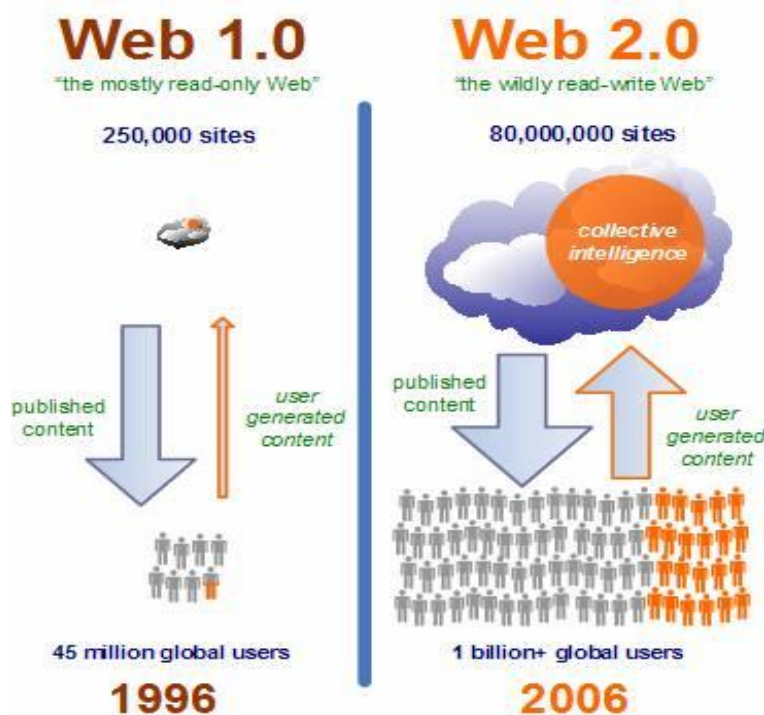 Web 1.0
“the mostly read-only Web”
250,000 sites
published
content
user
generated
content
45 million global users
1996
Web 2.0
“the wildly read-write Web”
80,000,000 sites
collective
intelligence
published
content
user
generated
content
1 billion+ global users
2006